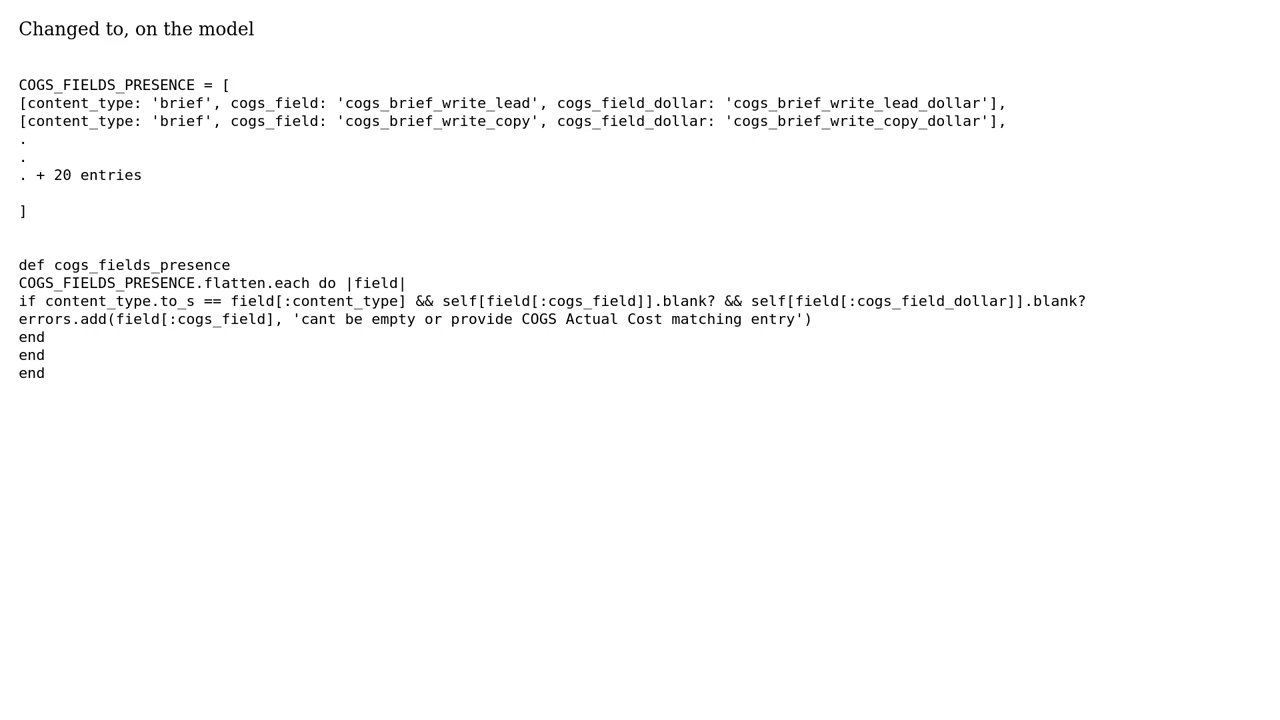 Changed to, on the model
COGS_FIELDS_PRESENCE = [
[content_type: 'brief', cogs_field: 'cogs_brief_write_lead', cogs_field_dollar: 'cogs_brief_write_lead_dollar'],
[content_type: 'brief', cogs_field: 'cogs_brief_write_copy', cogs_field_dollar: 'cogs_brief_write_copy_dollar'],
.
.
. + 20 entries
]
def cogs_fields_presence
COGS_FIELDS_PRESENCE.flatten.each do |field|
if content_type.to_s == field[:content_type] && self[field[:cogs_field]].blank? && self[field[:cogs_field_dollar]].blank?
errors.add(field[:cogs_field], 'cant be empty or provide COGS Actual Cost matching entry')
end
end
end